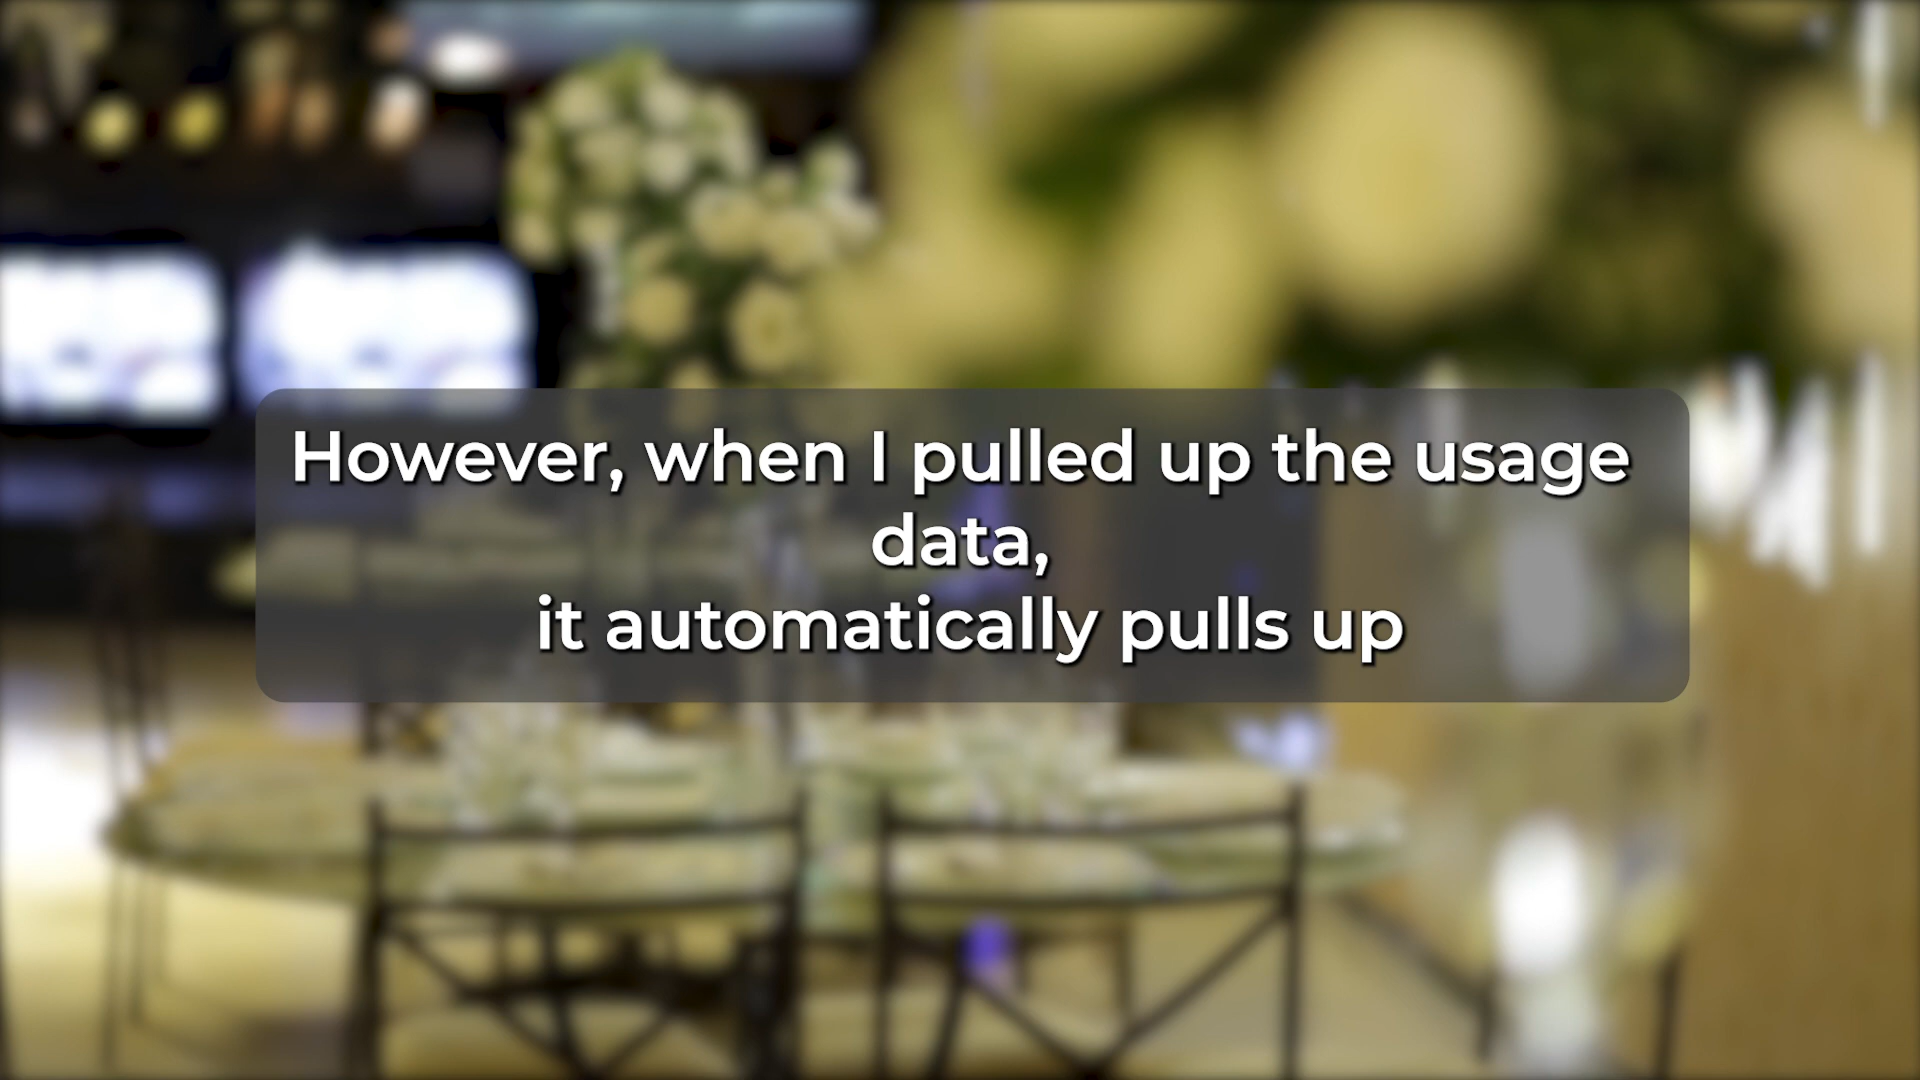 However, when I pulled up the usage
data,
it automatically pulls up